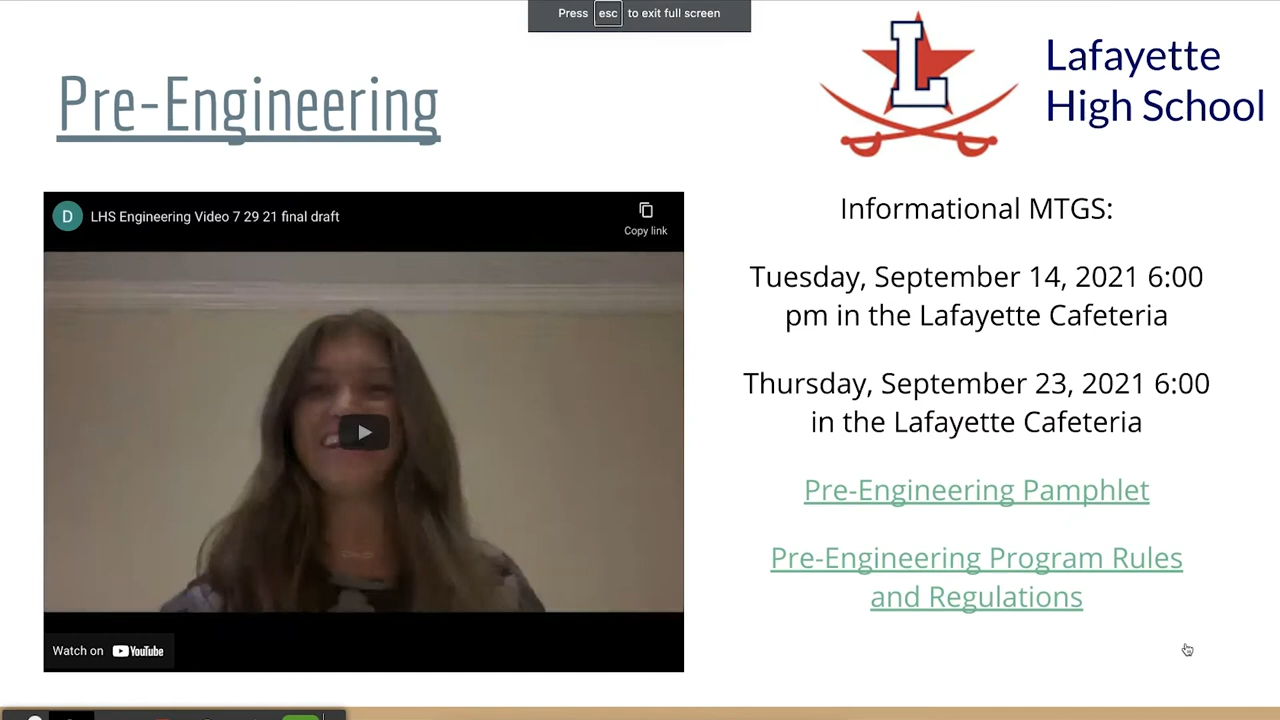 Press esc to exit full screen
Pre-Engineering
L
Lafayette
High School
D LHS Engineering Video 7 29 21 final draft
Copy link
Watch on YouTube
Informational MTGS:
Tuesday, September 14, 2021 6:00
pm in the Lafayette Cafeteria
Thursday, September 23, 2021 6:00
in the Lafayette Cafeteria
Pre-Engineering Pamphlet
Pre-Engineering Program Rules
and Regulations